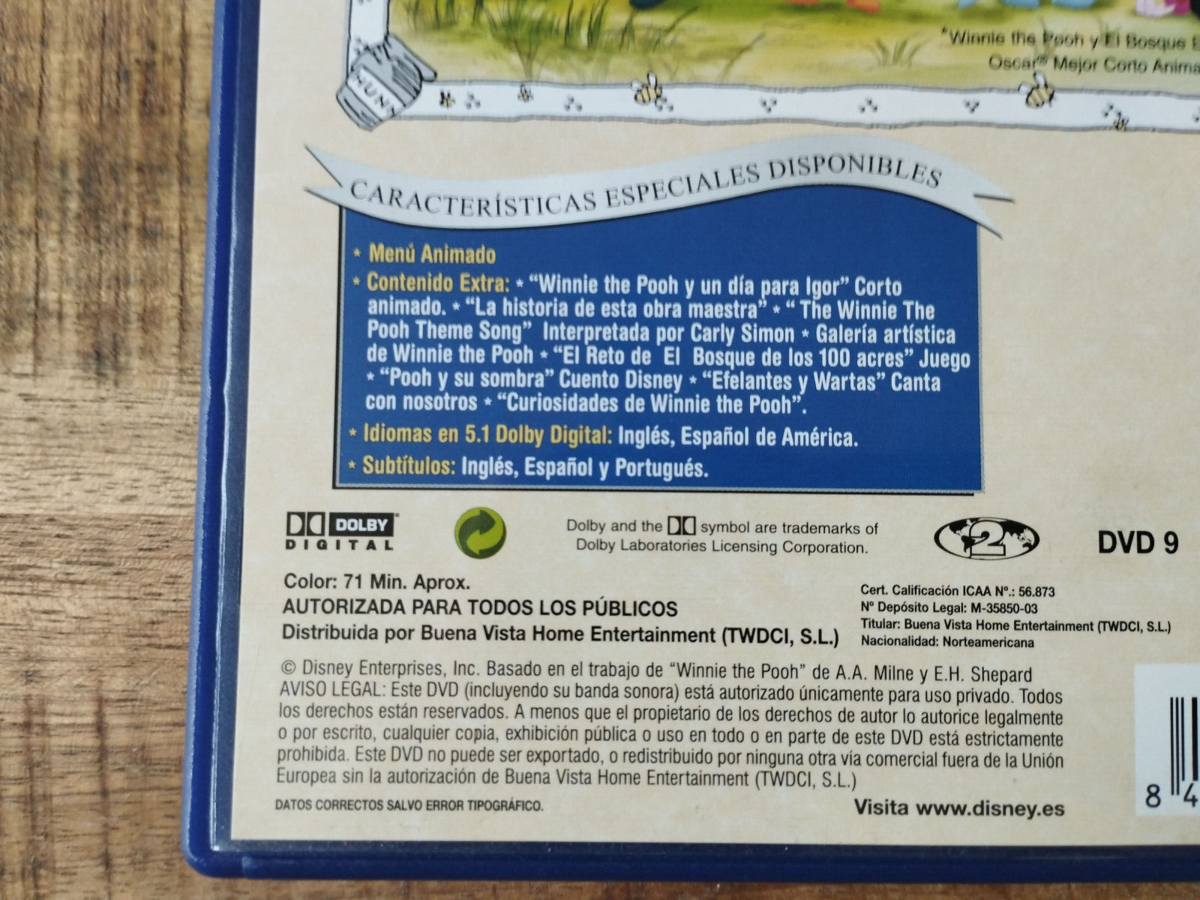 *Winnie the Pooh y El Bosque
Oscar® Mejor Corto Anima
HUNY
CARACTERÍSTICAS ESPECIALES DISPONIBLES
* Menú Animado
* Contenido Extra: * “Winnie the Pooh y un día para Igor” Corto
animado. * “La historia de esta obra maestra” * “ The Winnie The
Pooh Theme Song” Interpretada por Carly Simon * Galería artística
de Winnie the Pooh * “El Reto de El Bosque de los 100 acres” Juego
* “Pooh y su sombra” Cuento Disney * “Efelantes y Wartas” Canta
con nosotros * “Curiosidades de Winnie the Pooh”.
* Idiomas en 5.1 Dolby Digital: Inglés, Español de América.
* Subtítulos: Inglés, Español y Portugués.
DOLBY
DIGITAL
Dolby and the symbol are trademarks of
Dolby Laboratories Licensing Corporation.
2
DVD 9
Color: 71 Min. Aprox.
AUTORIZADA PARA TODOS LOS PÚBLICOS
Distribuida por Buena Vista Home Entertainment (TWDCI, S.L.)
Cert. Calificación ICAA Nº.: 56.873
Nº Depósito Legal: M-35850-03
Titular: Buena Vista Home Entertainment (TWDCI, S.L.)
Nacionalidad: Norteamericana
© Disney Enterprises, Inc. Basado en el trabajo de “Winnie the Pooh” de A.A. Milne y E.H. Shepard
AVISO LEGAL: Este DVD (incluyendo su banda sonora) está autorizado únicamente para uso privado. Todos
los derechos están reservados. A menos que el propietario de los derechos de autor lo autorice legalmente
o por escrito, cualquier copia, exhibición pública o uso en todo o en parte de este DVD está estrictamente
prohibida. Este DVD no puede ser exportado, o redistribuido por ninguna otra vía comercial fuera de la Unión
Europea sin la autorización de Buena Vista Home Entertainment (TWDCI, S.L.)
DATOS CORRECTOS SALVO ERROR TIPOGRÁFICO.
Visita www.disney.es
8 4